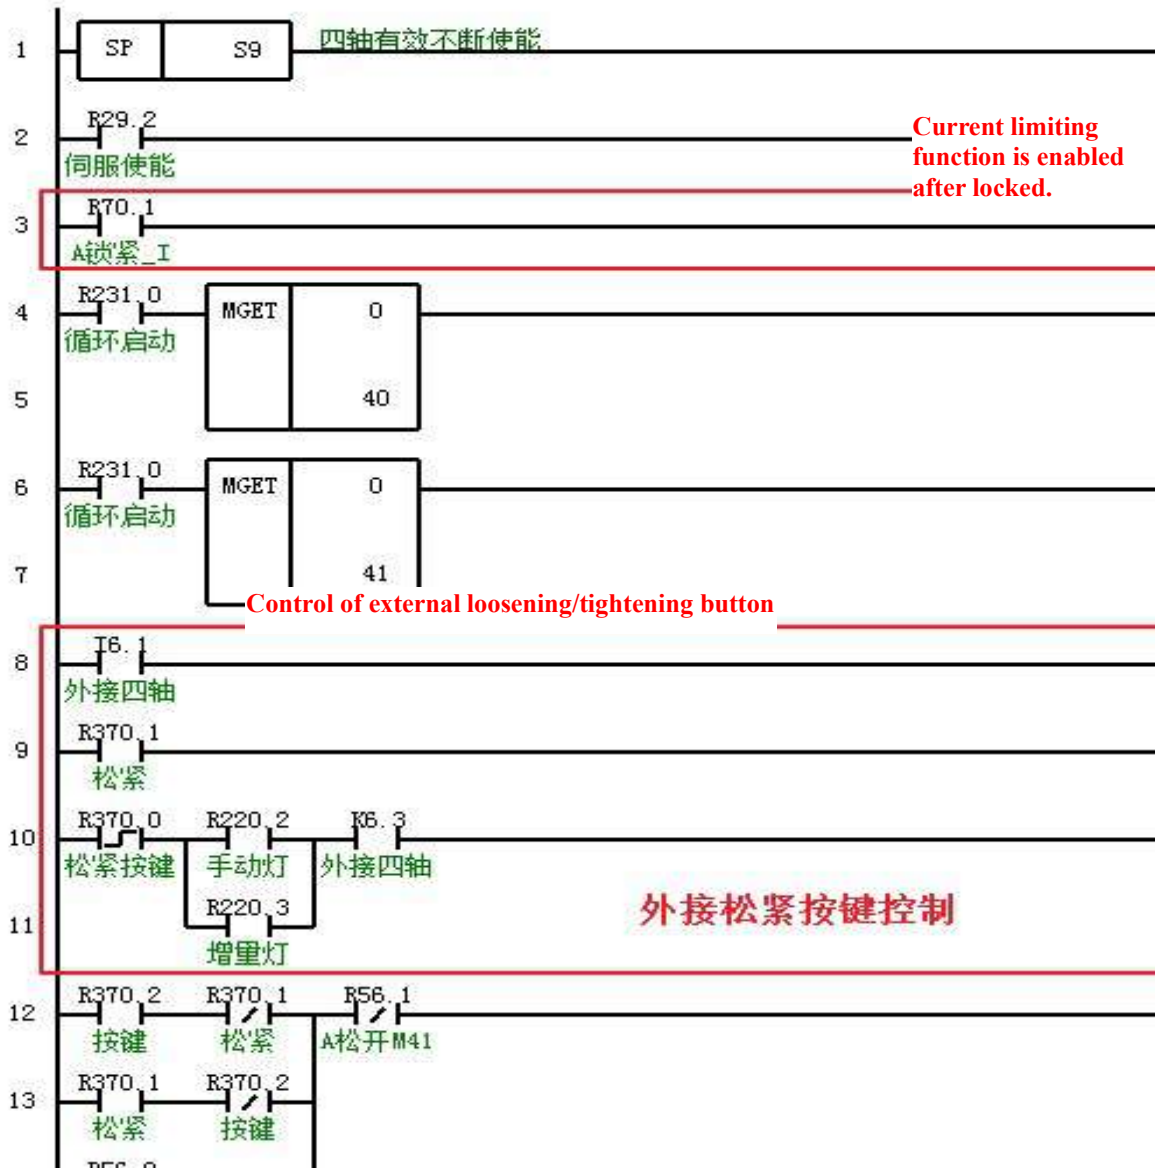 1 SP S9 四轴有效不断使能
R29.2
2
伺服使能
Current limiting
function is enabled
after locked.
R70.1
3
A锁紧_I
R231.0
4 MGET 0
循环启动
5 40
R231.0
6 MGET 0
循环启动
7 41
Control of external loosening/tightening button
I6.1
8
外接四轴
R370.1
9
松紧
R370.0 R220.2 K6.3
10
松紧按键 手动灯 外接四轴
R220.3
11
增量灯
外接松紧按键控制
R370.2 R370.1 R56.1
12
按键 松紧 A松开M41
R370.1 R370.2
13
松紧 按键